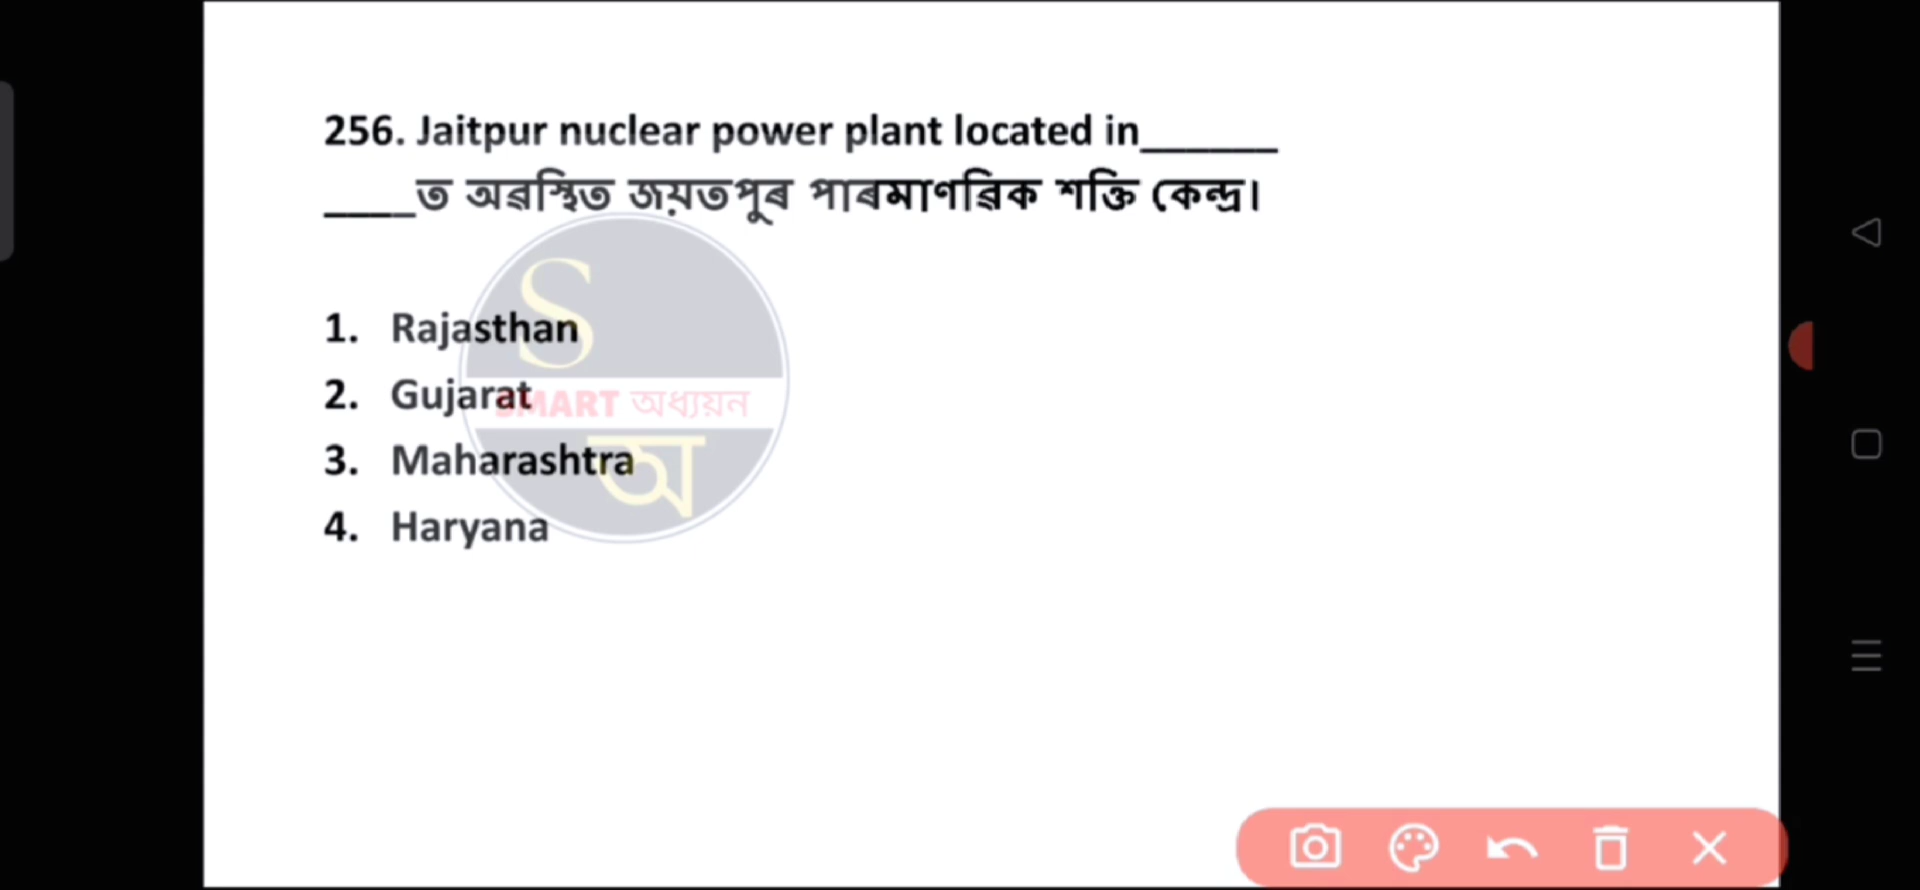 256. Jaitpur nuclear power plant located in______
____ত অৱস্থিত জয়তপুৰ পাৰমাণৱিক শক্তি কেন্দ্ৰ।
1. Rajasthan
2. Gujarat
3. Maharashtra
4. Haryana
S
SMART অধ্যয়ন
অ